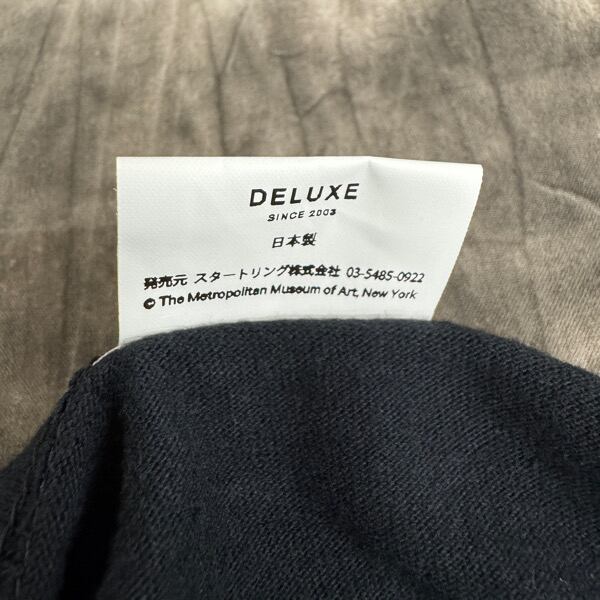 DELUXE
SINCE 2003
日本製
発売元 スタートリング株式会社 03-5485-0922
© The Metropolitan Museum of Art, New York